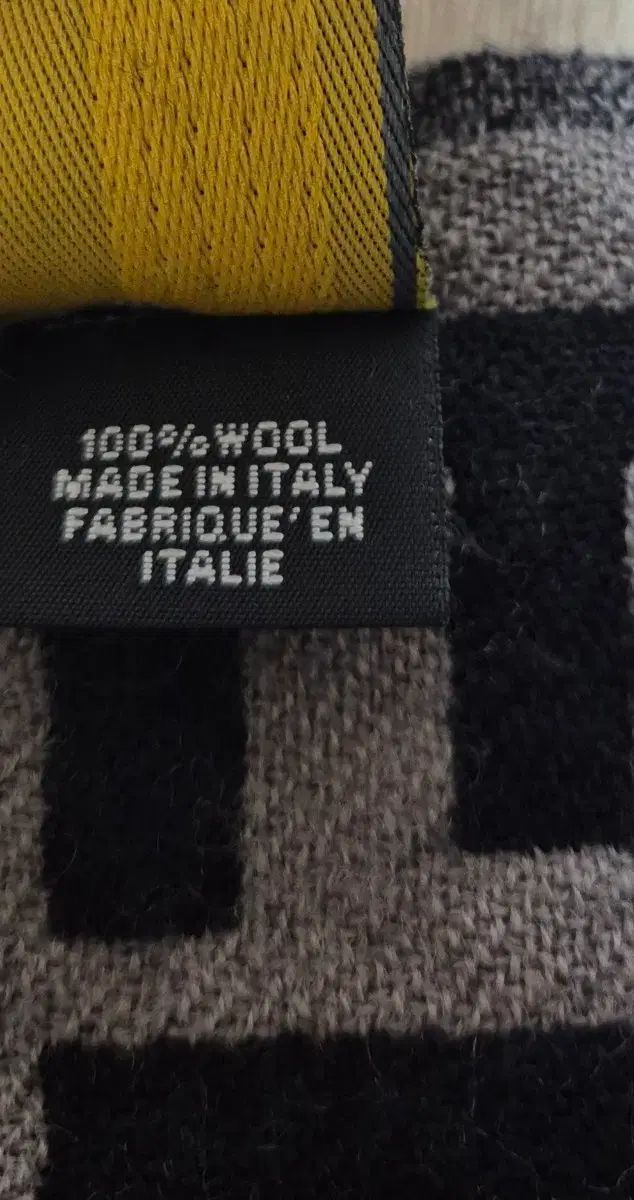 100% WOOL
MADE IN ITALY
FABRIQUE' EN
ITALIE